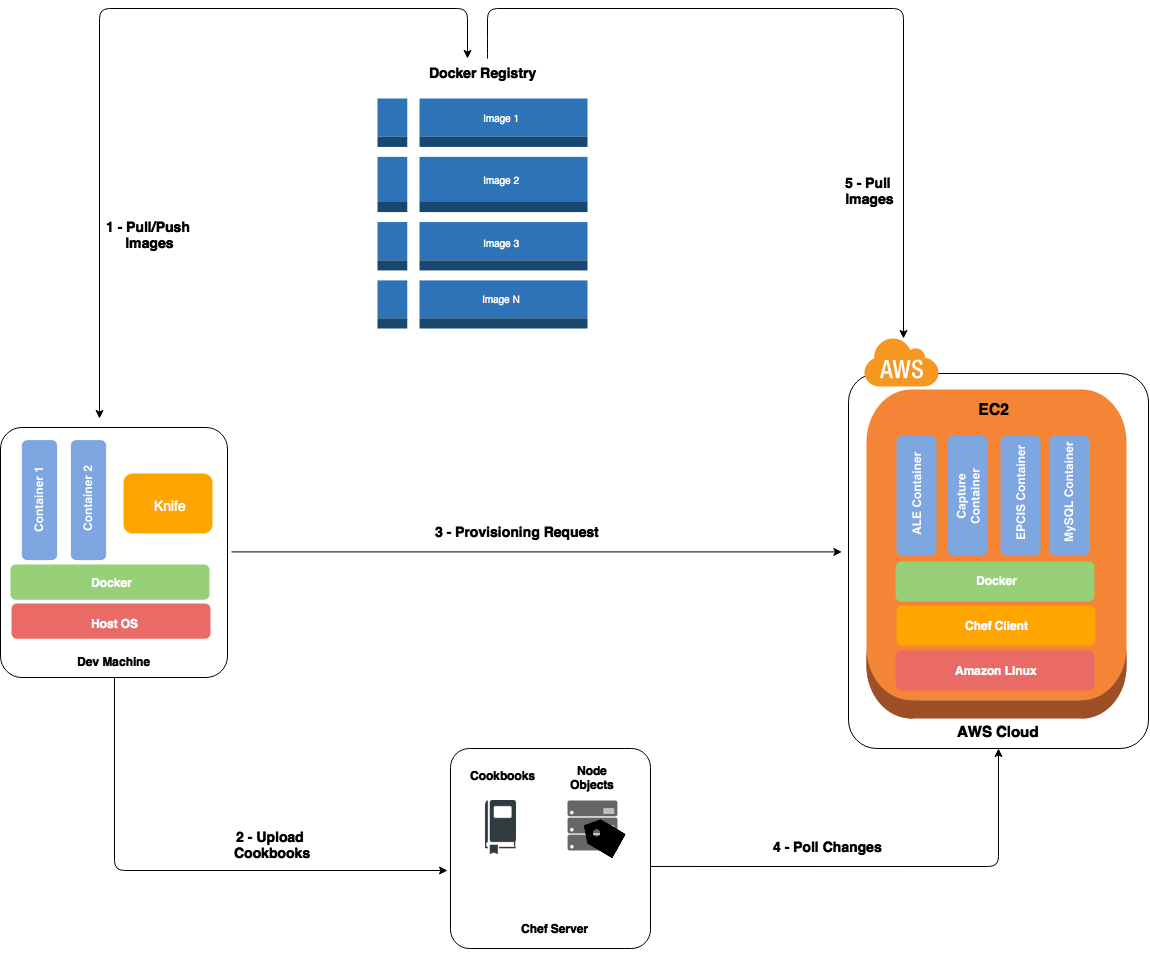 Docker Registry
Image 1
Image 2
Image 3
Image N
1 - Pull/Push
Images
5 - Pull
Images
AWS
EC2
ALE Container
Capture
Container
EPCIS Container
MySQL Container
Docker
Chef Client
Amazon Linux
AWS Cloud
Container 1
Container 2
Knife
Docker
Host OS
Dev Machine
3 - Provisioning Request
2 - Upload
Cookbooks
Cookbooks
Node
Objects
Chef Server
4 - Poll Changes